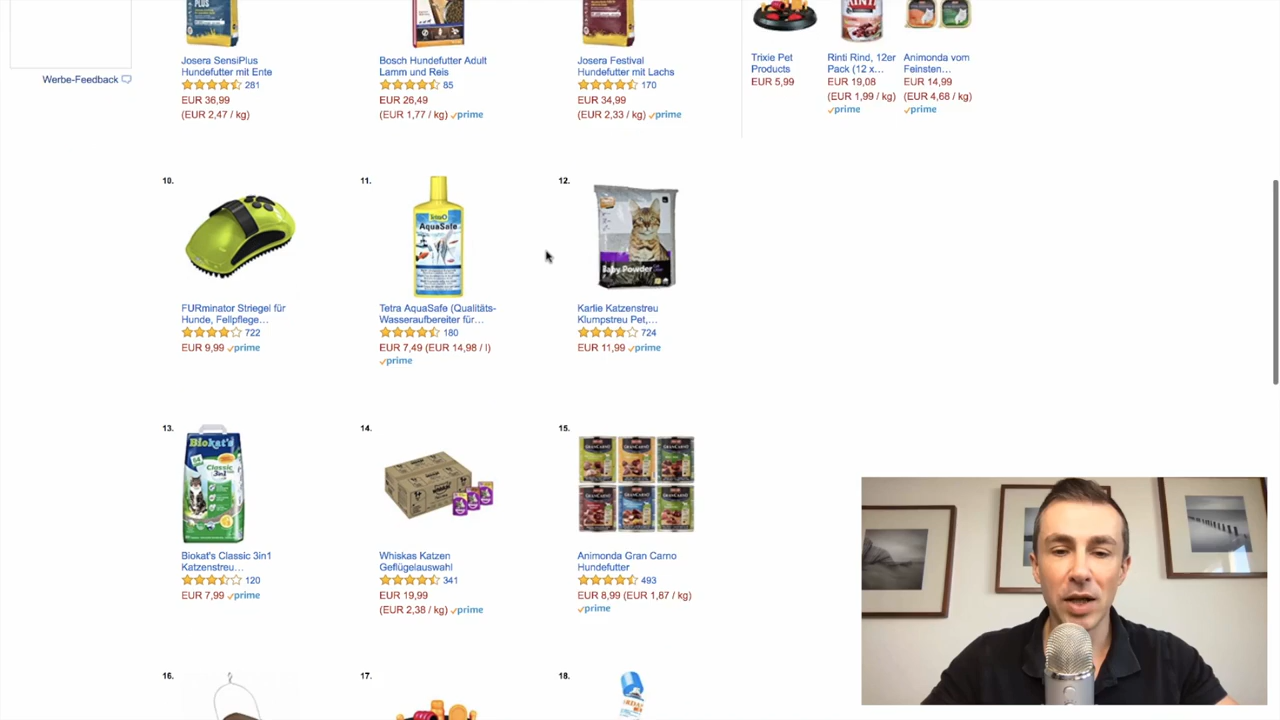 Werbe-Feedback
Josera SensiPlus
Hundefutter mit Ente
281
EUR 36,99
(EUR 2,47 / kg)
Bosch Hundefutter Adult
Lamm und Reis
85
EUR 26,49
(EUR 1,77 / kg) prime
Josera Festival
Hundefutter mit Lachs
170
EUR 34,99
(EUR 2,33 / kg) prime
Trixie Pet
Products
EUR 5,99
Rinti Rind, 12er
Pack (12 x...
EUR 19,08
(EUR 1,99 / kg)
prime
Animonda vom
Feinsten...
EUR 14,99
(EUR 4,68 / kg)
prime
10.
FURminator Striegel für
Hunde, Fellpflege...
722
EUR 9,99 prime
11.
Tetra
AquaSafe
Tetra AquaSafe (Qualitäts-
Wasseraufbereiter für...
180
EUR 7,49 (EUR 14,98 / l)
prime
12.
Baby Powder
Karlie Katzenstreu
Klumpstreu Pet,...
724
EUR 11,99 prime
13.
Biokat's
Classic
3in1
Biokat's Classic 3in1
Katzenstreu...
120
EUR 7,99 prime
14.
Whiskas Katzen
Geflügelauswahl
341
EUR 19,99
(EUR 2,38 / kg) prime
15.
Animonda Gran Carno
Hundefutter
493
EUR 8,99 (EUR 1,87 / kg)
prime
16.
17.
18.